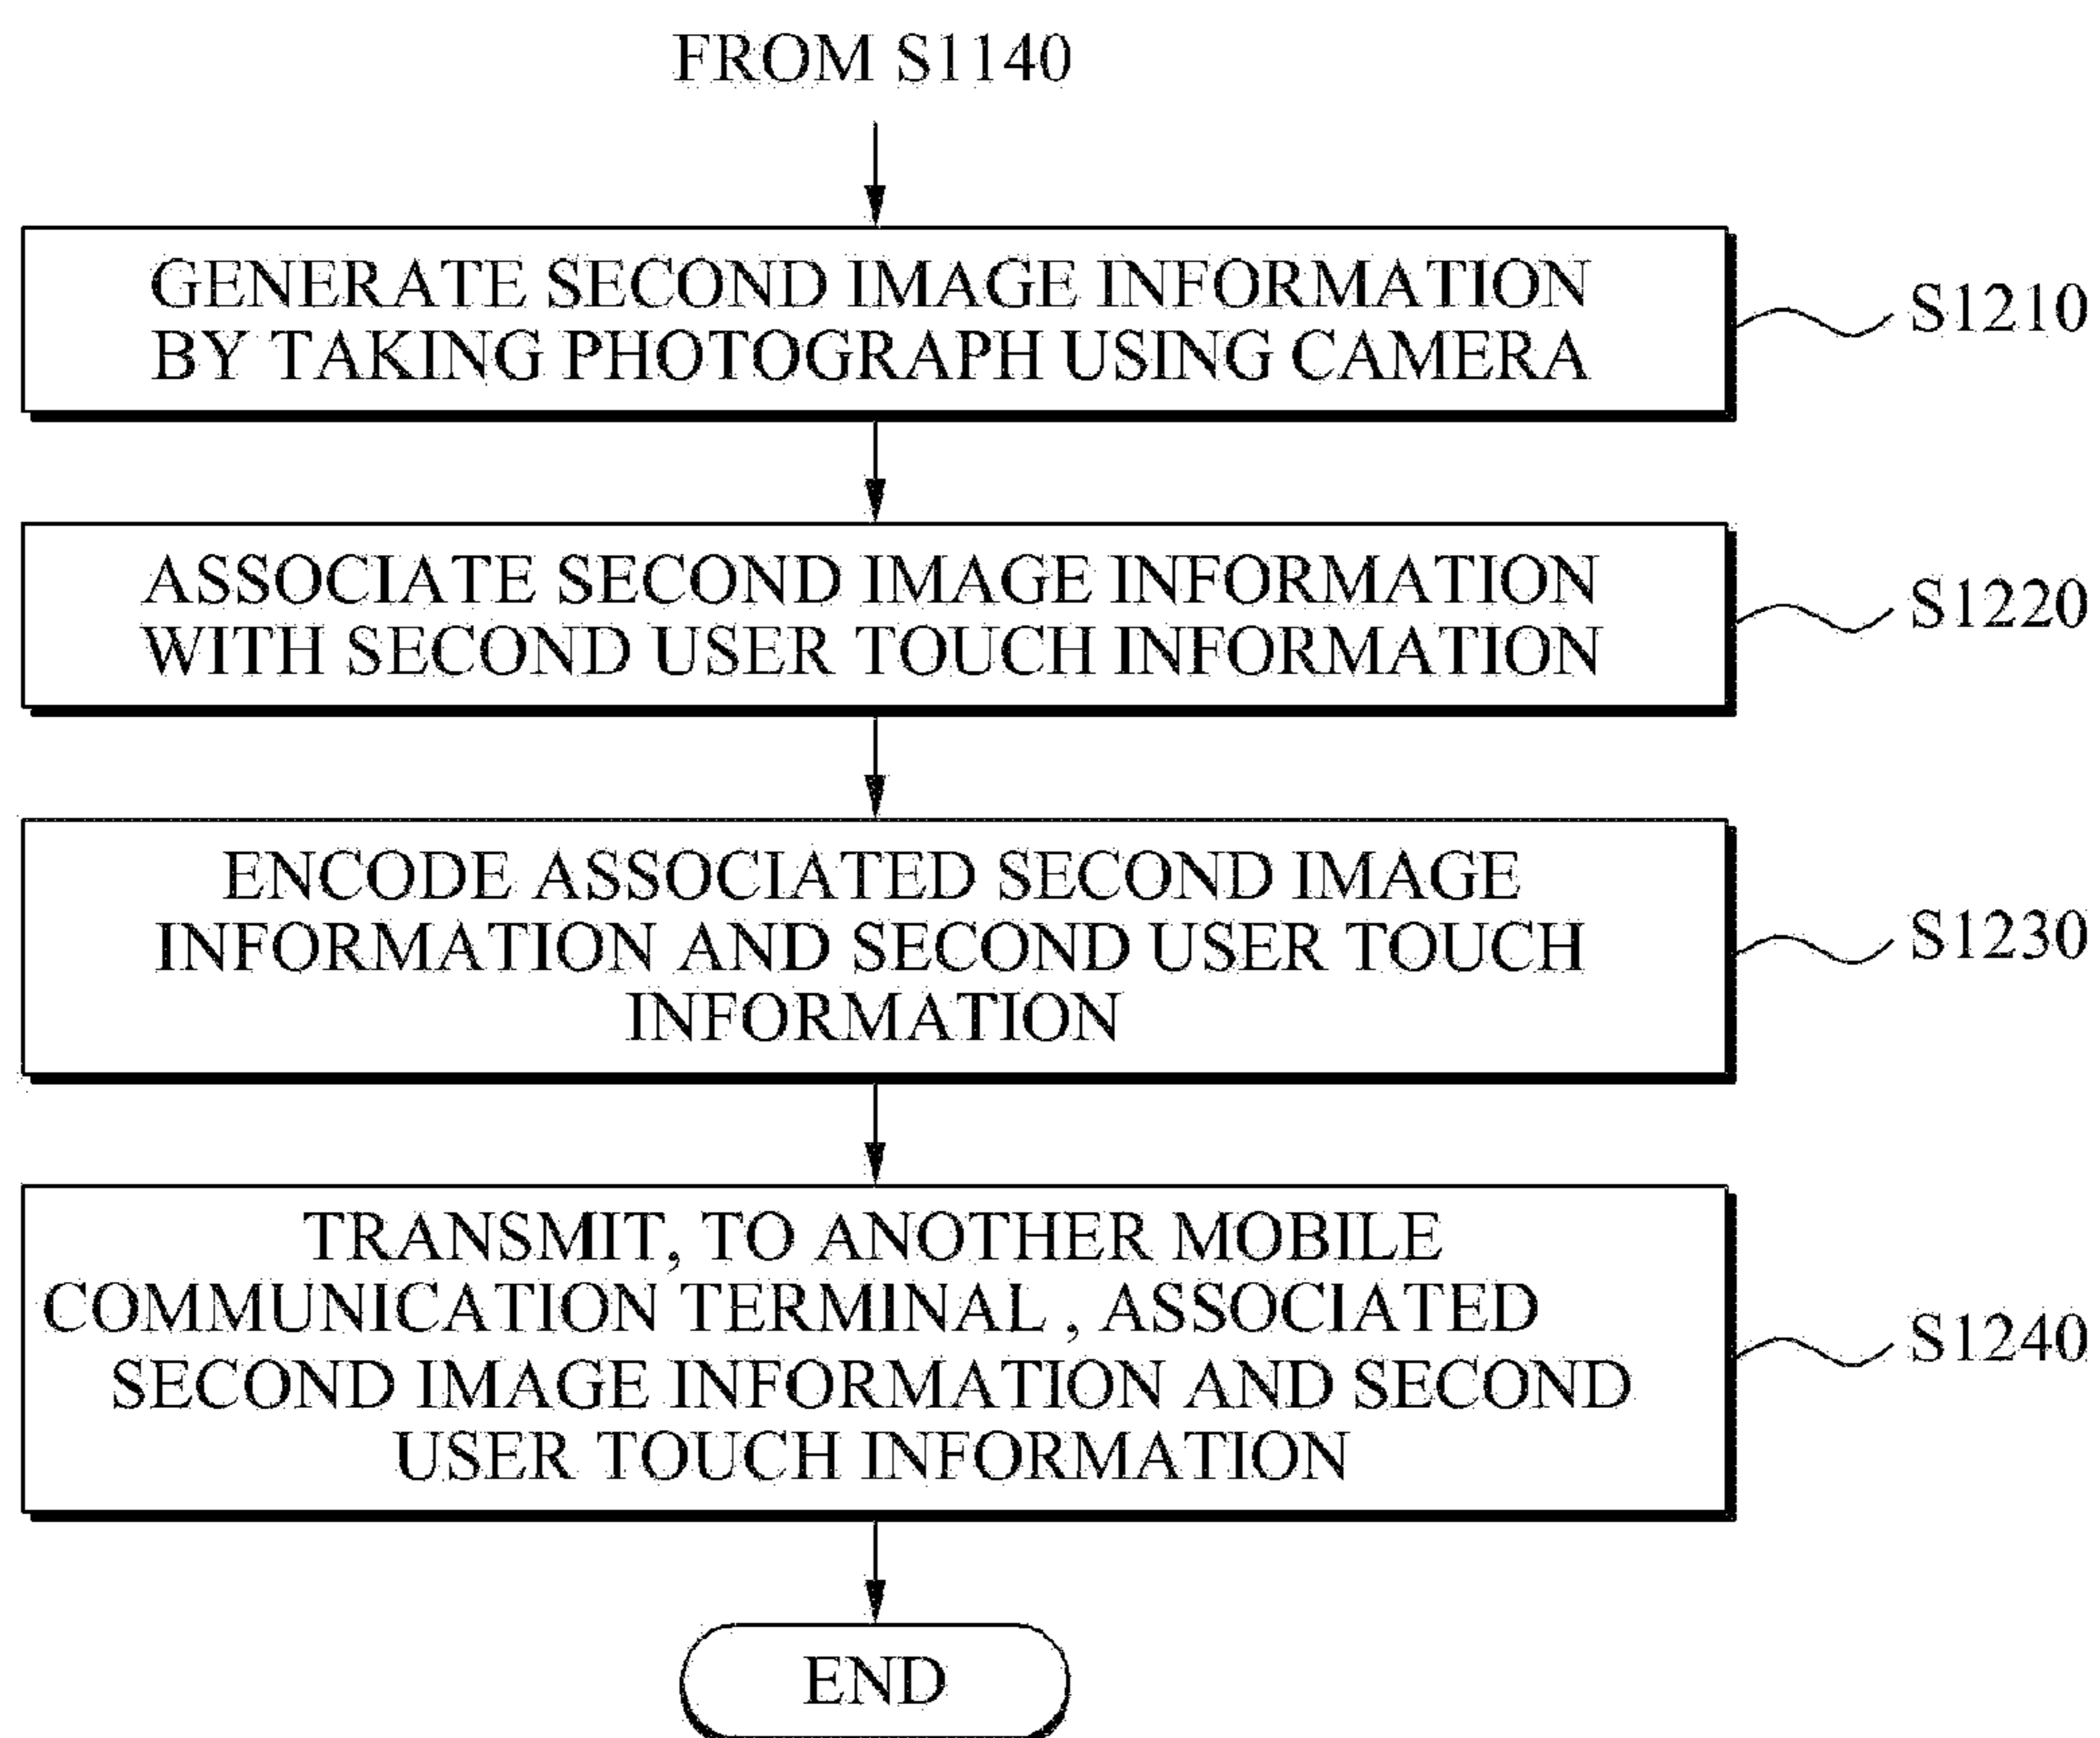 FROM S1140
GENERATE SECOND IMAGE INFORMATION
BY TAKING PHOTOGRAPH USING CAMERA
S1210
ASSOCIATE SECOND IMAGE INFORMATION
WITH SECOND USER TOUCH INFORMATION
S1220
ENCODE ASSOCIATED SECOND IMAGE
INFORMATION AND SECOND USER TOUCH
INFORMATION
S1230
TRANSMIT, TO ANOTHER MOBILE
COMMUNICATION TERMINAL , ASSOCIATED
SECOND IMAGE INFORMATION AND SECOND
USER TOUCH INFORMATION
S1240
END